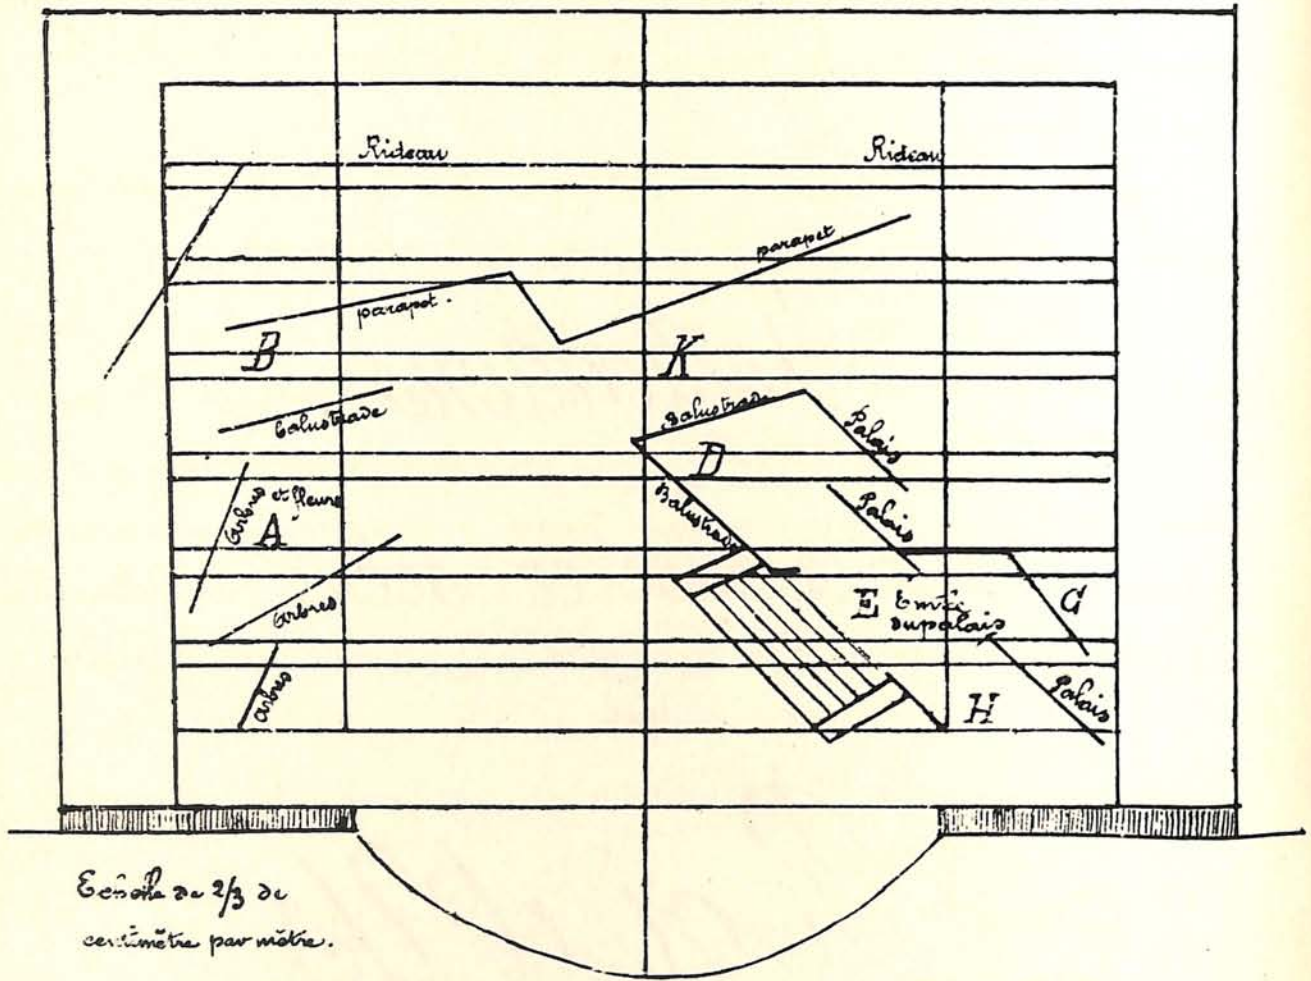 Rideau
Rideau
parapet
parapet.
B
K
balustrade
Balustrade
Palais
D
Balustrade
Palais
Arbres et fleurs
A
Arbres
E Entrée
du palais
C
Arbres
H
Palais
Echelle de 2/3 de
centimètre par mètre.